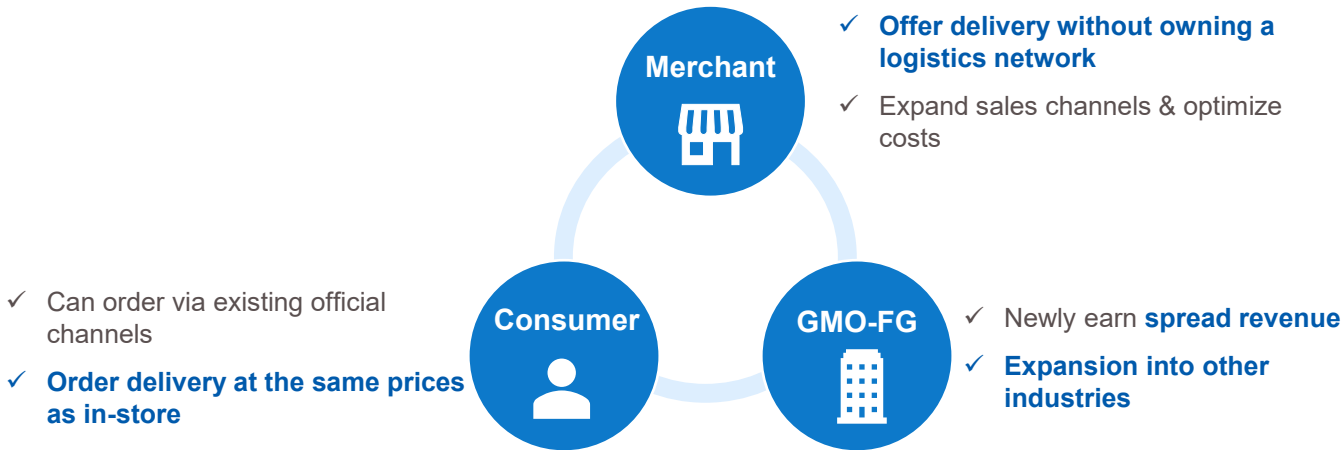 Merchant
✓ Offer delivery without owning a
logistics network
✓ Expand sales channels & optimize
costs
Consumer
✓ Can order via existing official
channels
✓ Order delivery at the same prices
as in-store
GMO-FG
✓ Newly earn spread revenue
✓ Expansion into other
industries